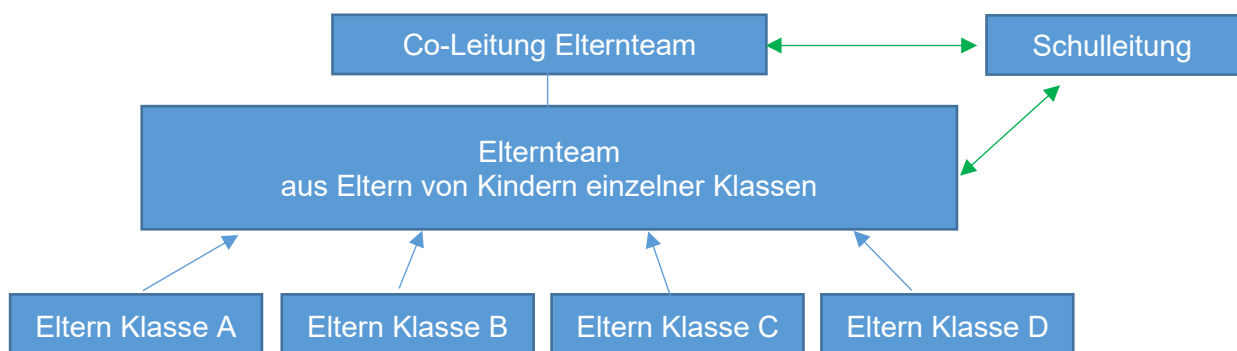 Co-Leitung Elternteam
Schulleitung
Elternteam
aus Eltern von Kindern einzelner Klassen
Eltern Klasse A
Eltern Klasse B
Eltern Klasse C
Eltern Klasse D